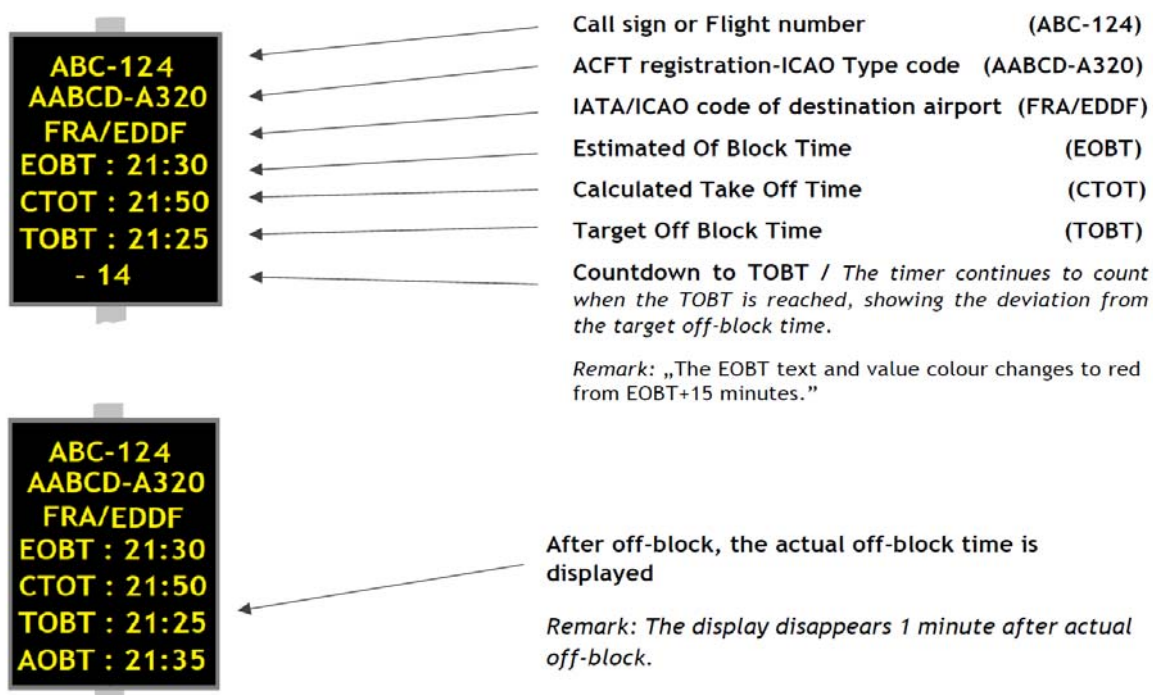 ABC-124
AABCD-A320
FRA/EDDF
EOBT : 21:30
CTOT : 21:50
TOBT : 21:25
- 14
Call sign or Flight number (ABC-124)
ACFT registration-ICAO Type code (AABCD-A320)
IATA/ICAO code of destination airport (FRA/EDDF)
Estimated Of Block Time (EOBT)
Calculated Take Off Time (CTOT)
Target Off Block Time (TOBT)
Countdown to TOBT / The timer continues to count
when the TOBT is reached, showing the deviation from
the target off-block time.
Remark: „The EOBT text and value colour changes to red
from EOBT+15 minutes.”
ABC-124
AABCD-A320
FRA/EDDF
EOBT : 21:30
CTOT : 21:50
TOBT : 21:25
AOBT : 21:35
After off-block, the actual off-block time is
displayed
Remark: The display disappears 1 minute after actual
off-block.